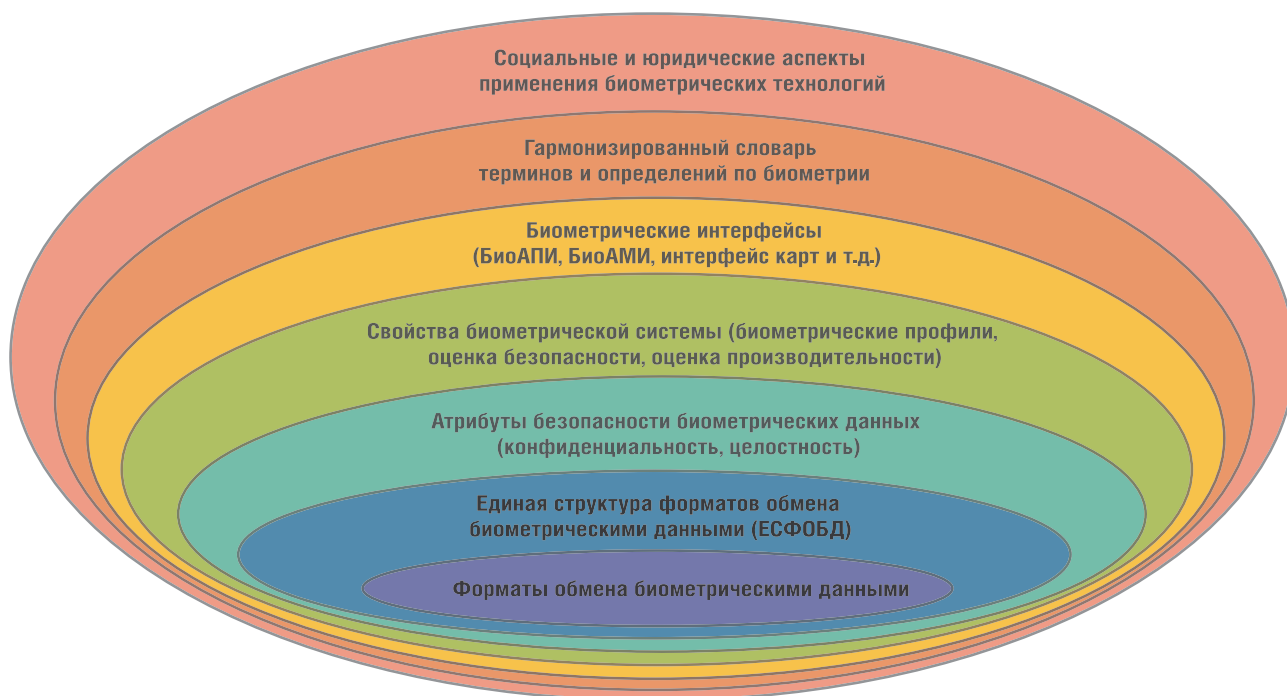 Социальные и юридические аспекты
применения биометрических технологий
Гармонизированный словарь
терминов и определений по биометрии
Биометрические интерфейсы
(БиоАПИ, БиоАМИ, интерфейс карт и т.д.)
Свойства биометрической системы (биометрические профили,
оценка безопасности, оценка производительности)
Атрибуты безопасности биометрических данных
(конфиденциальность, целостность)
Единая структура форматов обмена
биометрическими данными (ЕСФОБД)
Форматы обмена биометрическими данными